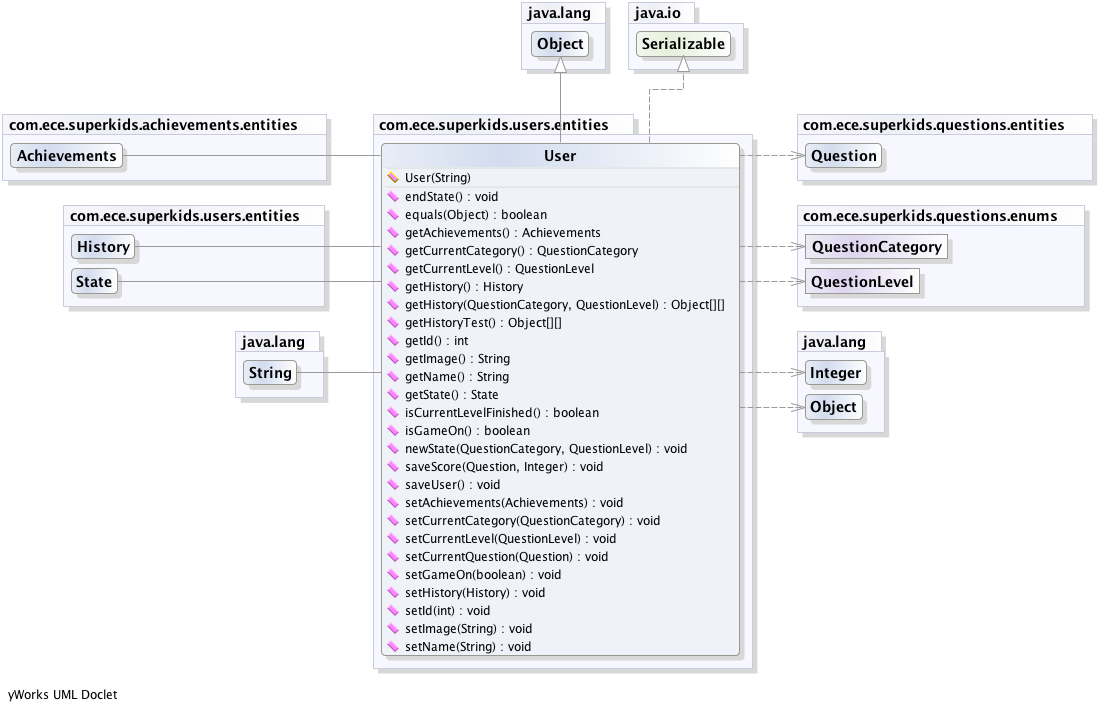 java.lang
Object
java.io
Serializable
com.ece.superkids.achievements.entities
Achievements
com.ece.superkids.users.entities
History
State
java.lang
String
com.ece.superkids.users.entities
User
User(String)
endState() : void
equals(Object) : boolean
getAchievements() : Achievements
getCurrentCategory() : QuestionCategory
getCurrentLevel() : QuestionLevel
getHistory() : History
getHistory(QuestionCategory, QuestionLevel) : Object[][]
getHistoryTest() : Object[][]
getId() : int
getImage() : String
getName() : String
getState() : State
isCurrentLevelFinished() : boolean
isGameOn() : boolean
newState(QuestionCategory, QuestionLevel) : void
saveScore(Question, Integer) : void
saveUser() : void
setAchievements(Achievements) : void
setCurrentCategory(QuestionCategory) : void
setCurrentLevel(QuestionLevel) : void
setCurrentQuestion(Question) : void
setGameOn(boolean) : void
setHistory(History) : void
setId(int) : void
setImage(String) : void
setName(String) : void
com.ece.superkids.questions.entities
Question
com.ece.superkids.questions.enums
QuestionCategory
QuestionLevel
java.lang
Integer
Object
yWorks UML Doclet